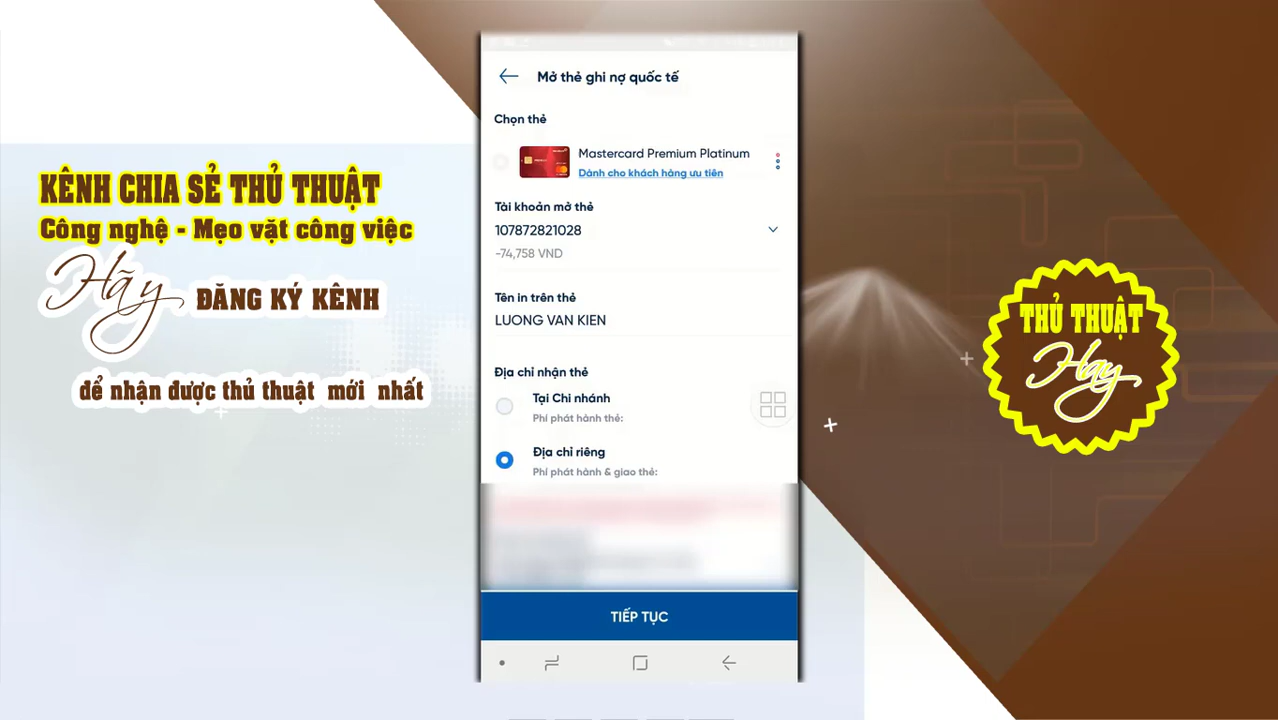 KÊNH CHIA SẺ THỦ THUẬT
Công nghệ - Mẹo vặt công việc
Hãy ĐĂNG KÝ KÊNH
để nhận được thủ thuật mới nhất
Mở thẻ ghi nợ quốc tế
Chọn thẻ
Mastercard Premium Platinum
Dành cho khách hàng ưu tiên
Tài khoản mở thẻ
107872821028
-74,758 VND
Tên in trên thẻ
LUONG VAN KIEN
Địa chỉ nhận thẻ
Tại Chi nhánh
Phí phát hành thẻ:
Địa chỉ riêng
Phí phát hành & giao thẻ:
TIẾP TỤC
THỦ THUẬT
Hay